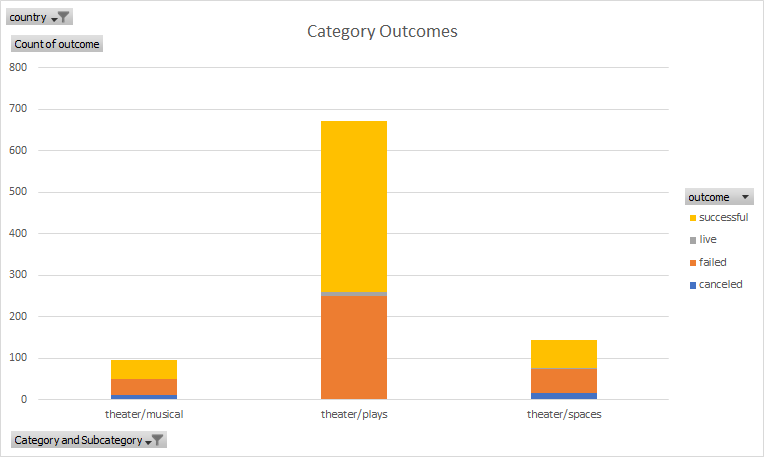 country
Count of outcome
Category Outcomes
800
700
600
500
400
300
200
100
0
theater/musical
theater/plays
theater/spaces
outcome
successful
live
failed
canceled
Category and Subcategory